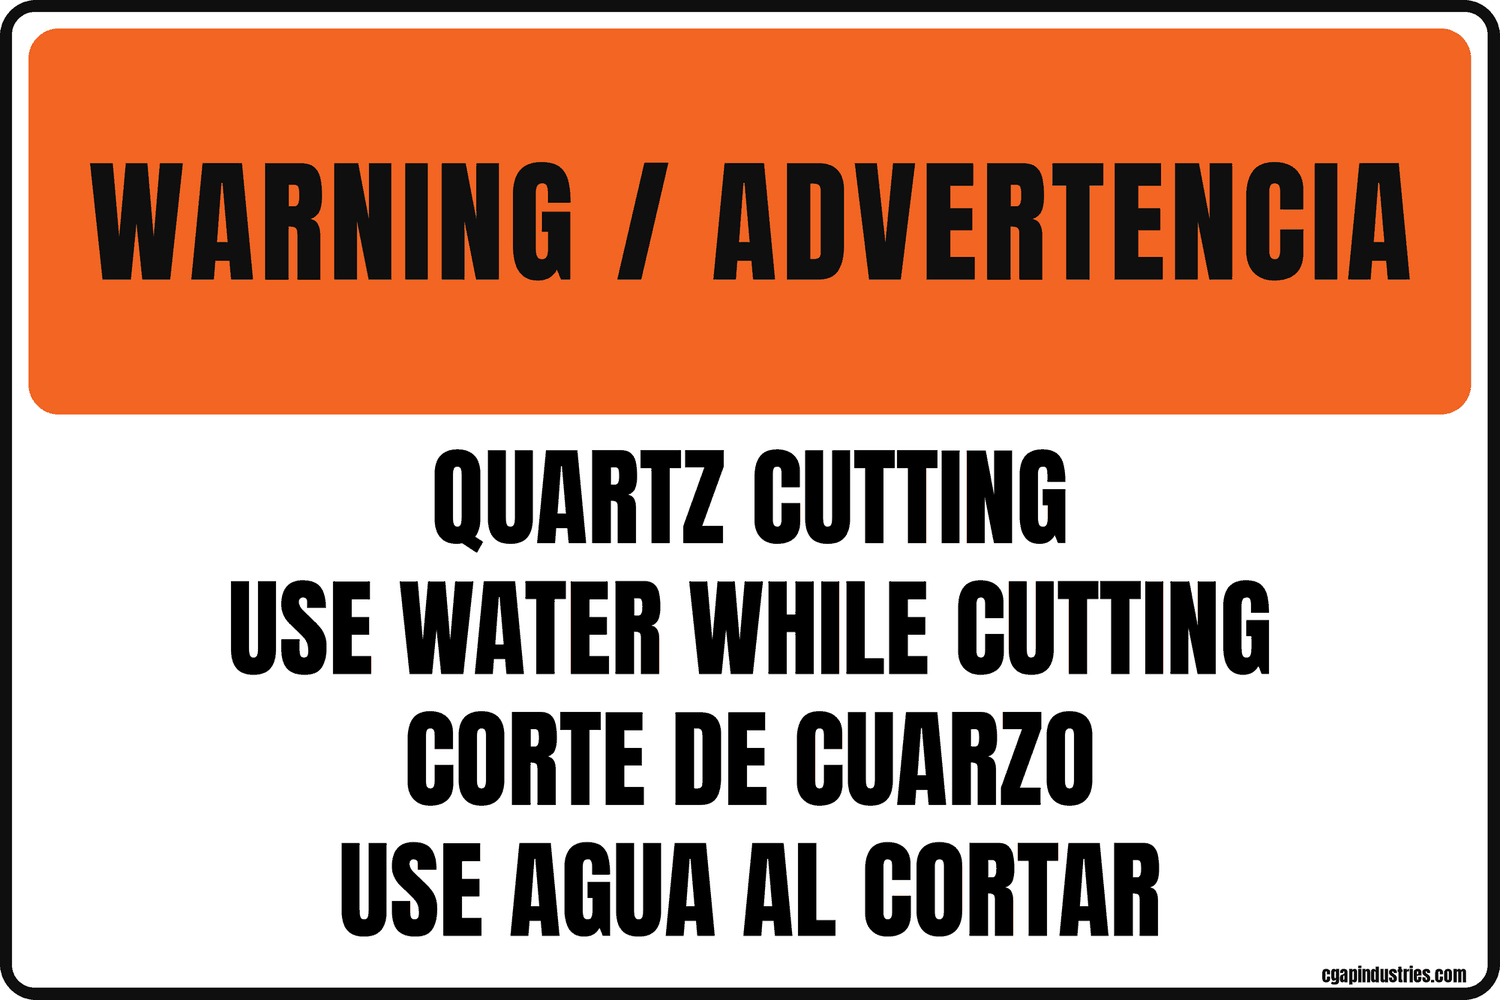 WARNING / ADVERTENCIA
QUARTZ CUTTING
USE WATER WHILE CUTTING
CORTE DE CUARZO
USE AGUA AL CORTAR
cgapindustries.com